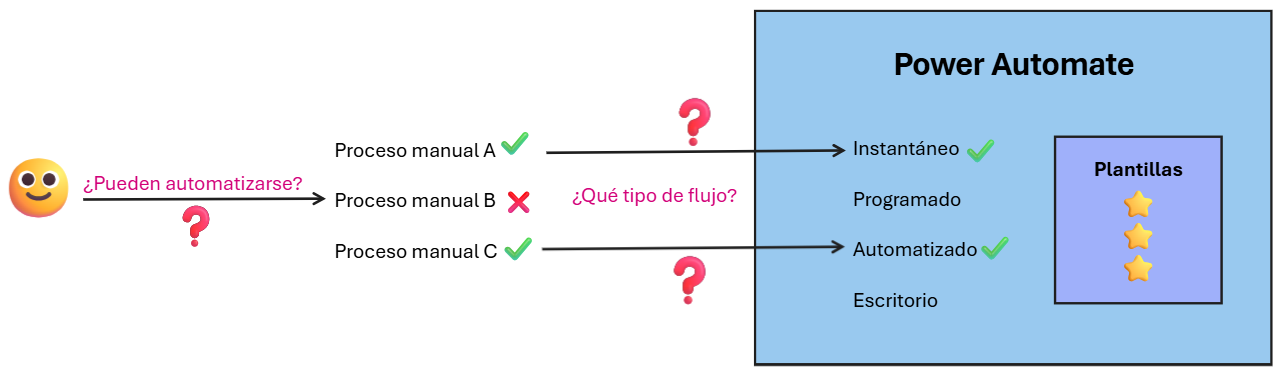 Power Automate
¿Pueden automatizarse?
Proceso manual A
Proceso manual B
Proceso manual C
¿Qué tipo de flujo?
Instantáneo
Programado
Automatizado
Escritorio
Plantillas